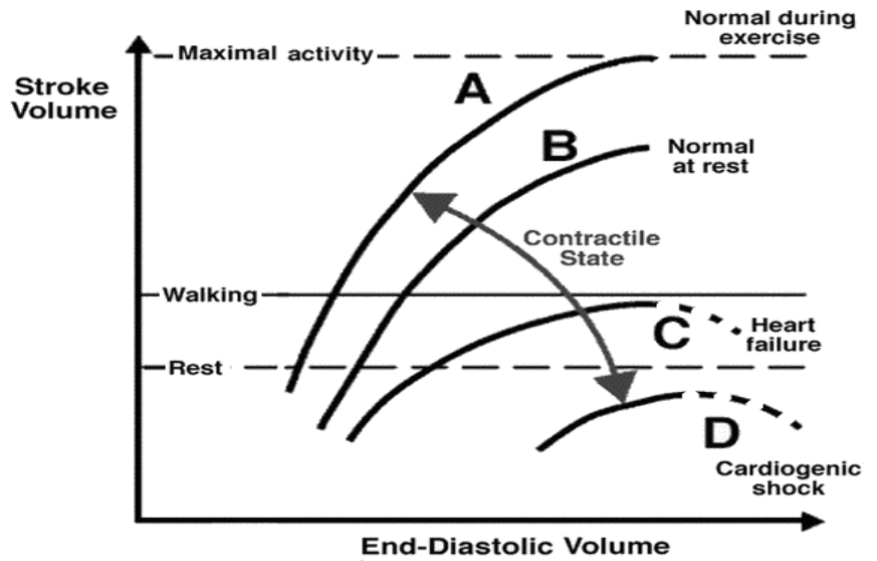 Normal during
exercise
Maximal activity
Stroke
Volume
A
B
Normal
at rest
Contractile
State
Walking
C
Heart
failure
Rest
D
Cardiogenic
shock
End-Diastolic Volume